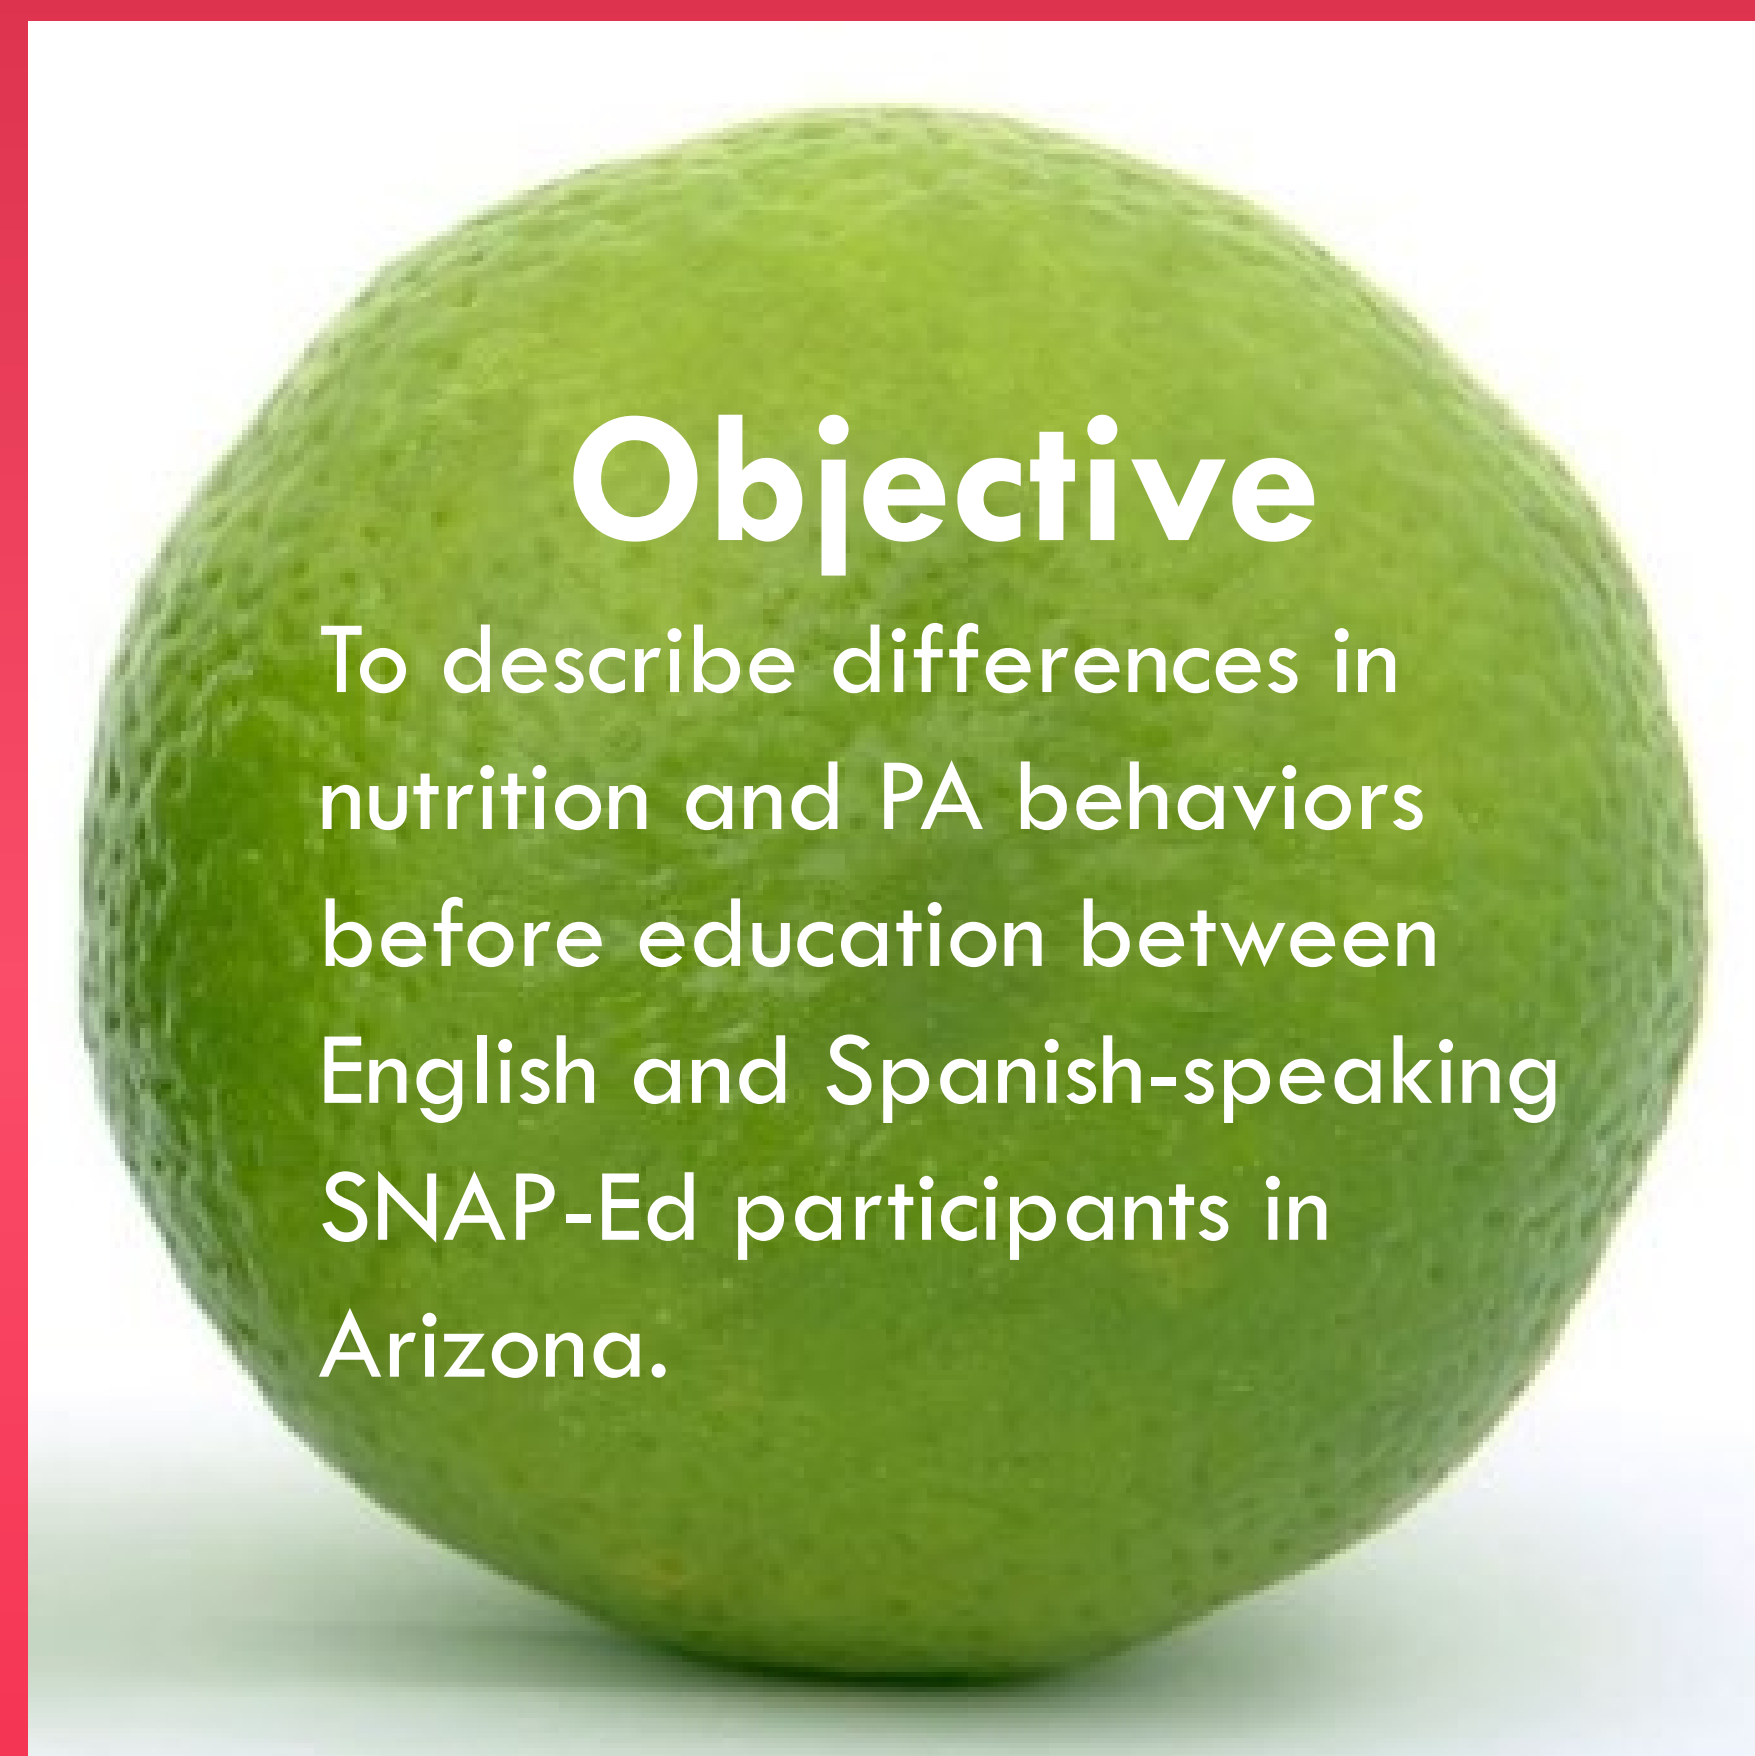 Objective
To describe differences in
nutrition and PA behaviors
before education between
English and Spanish-speaking
SNAP-Ed participants in
Arizona.